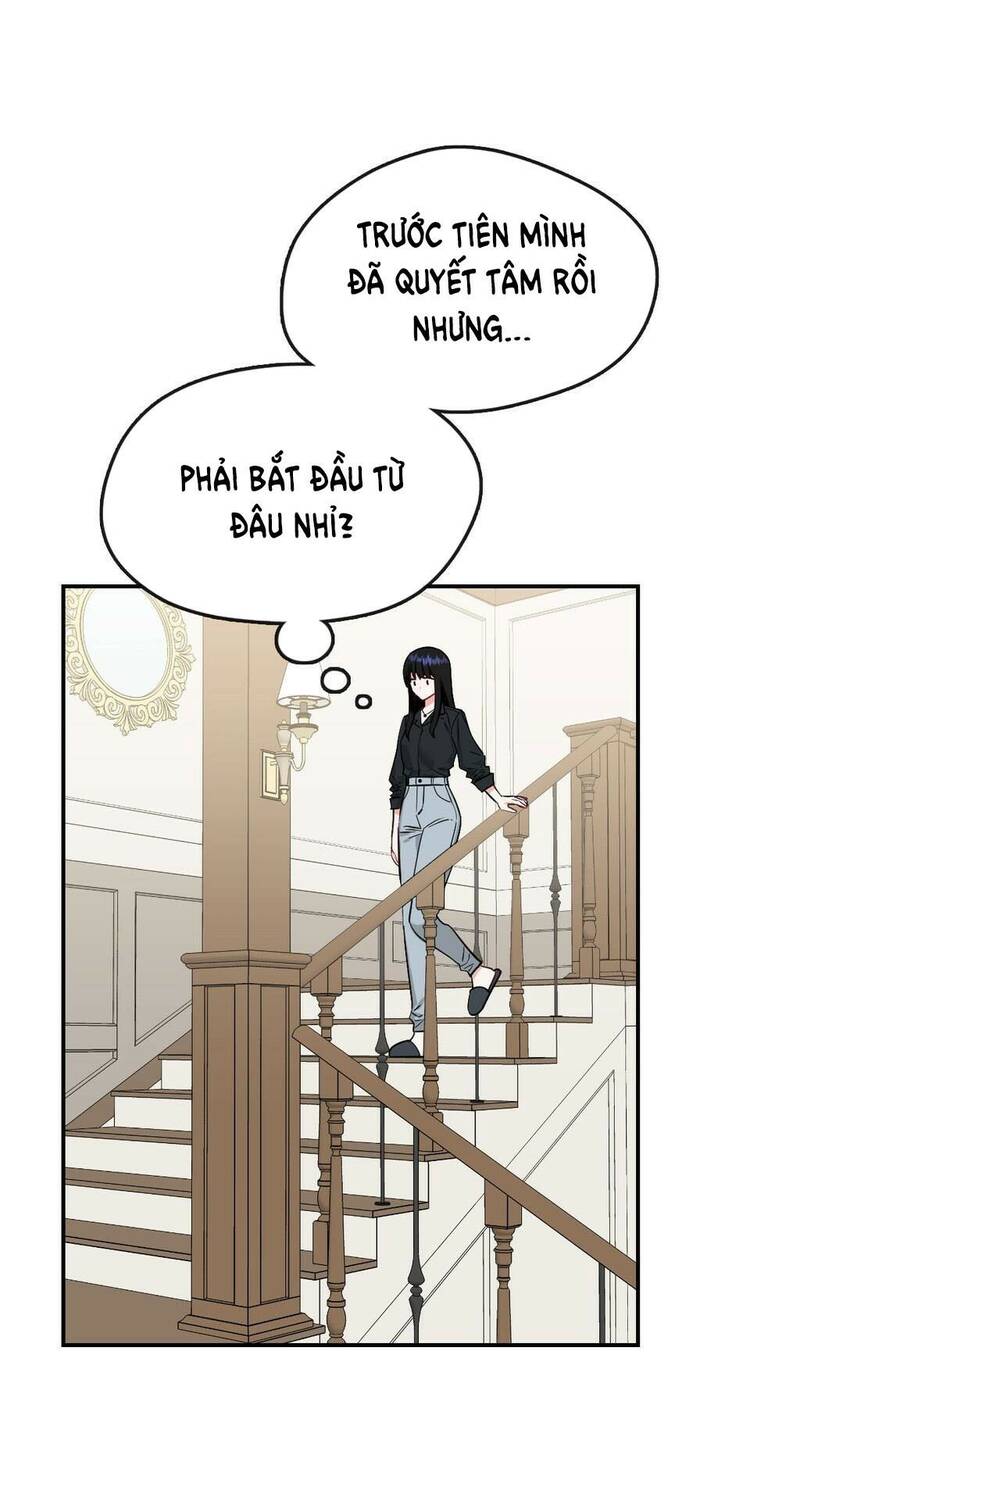 TRƯỚC TIÊN MÌNH
ĐÃ QUYẾT TÂM RỒI
NHƯNG...
PHẢI BẮT ĐẦU TỪ
ĐÂU NHỈ?